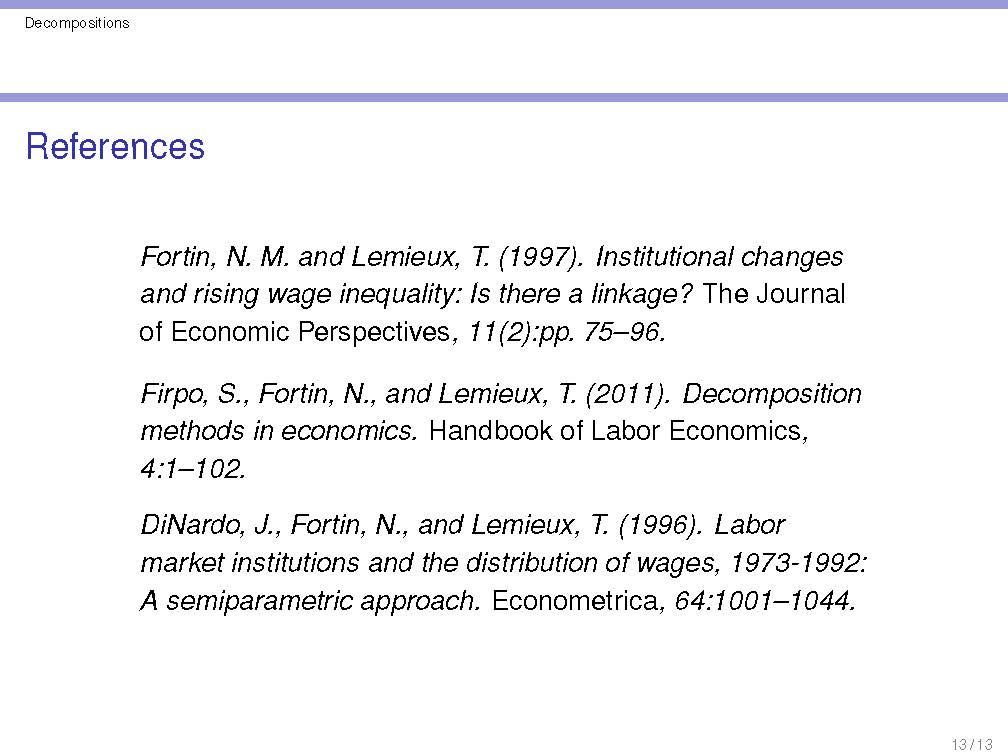 Decompositions
References
Fortin, N. M. and Lemieux, T. (1997). Institutional changes
and rising wage inequality: Is there a linkage? The Journal
of Economic Perspectives, 11(2):pp. 75–96.
Firpo, S., Fortin, N., and Lemieux, T. (2011). Decomposition
methods in economics. Handbook of Labor Economics,
4:1–102.
DiNardo, J., Fortin, N., and Lemieux, T. (1996). Labor
market institutions and the distribution of wages, 1973-1992:
A semiparametric approach. Econometrica, 64:1001–1044.
13 / 13